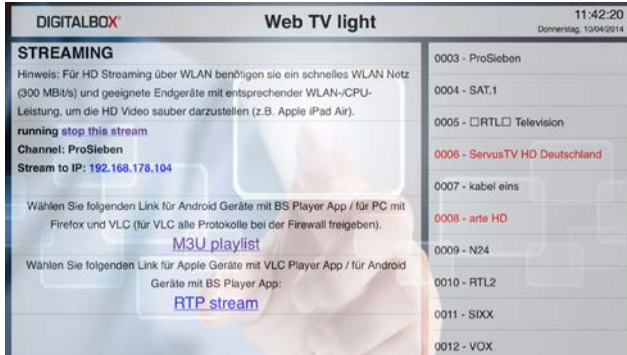 DIGITALBOX®
Web TV light
11:42:20
Donnerstag, 10/04/2014
STREAMING
Hinweis: Für HD Streaming über WLAN benötigen sie ein schnelles WLAN Netz
(300 MBit/s) und geeignete Endgeräte mit entsprechender WLAN-/CPU-
Leistung, um die HD Video sauber darzustellen (z.B. Apple iPad Air).
running stop this stream
Channel: ProSieben
Stream to IP: 192.168.178.104
Wählen Sie folgenden Link für Android Geräte mit BS Player App / für PC mit
Firefox und VLC (für VLC alle Protokolle bei der Firewall freigeben).
M3U playlist
Wählen Sie folgenden Link für Apple Geräte mit VLC Player App / für Android
Geräte mit BS Player App:
RTP stream
0003 - ProSieben
0004 - SAT.1
0005 - □RTL□ Television
0006 - ServusTV HD Deutschland
0007 - kabel eins
0008 - arte HD
0009 - N24
0010 - RTL2
0011 - SIXX
0012 - VOX